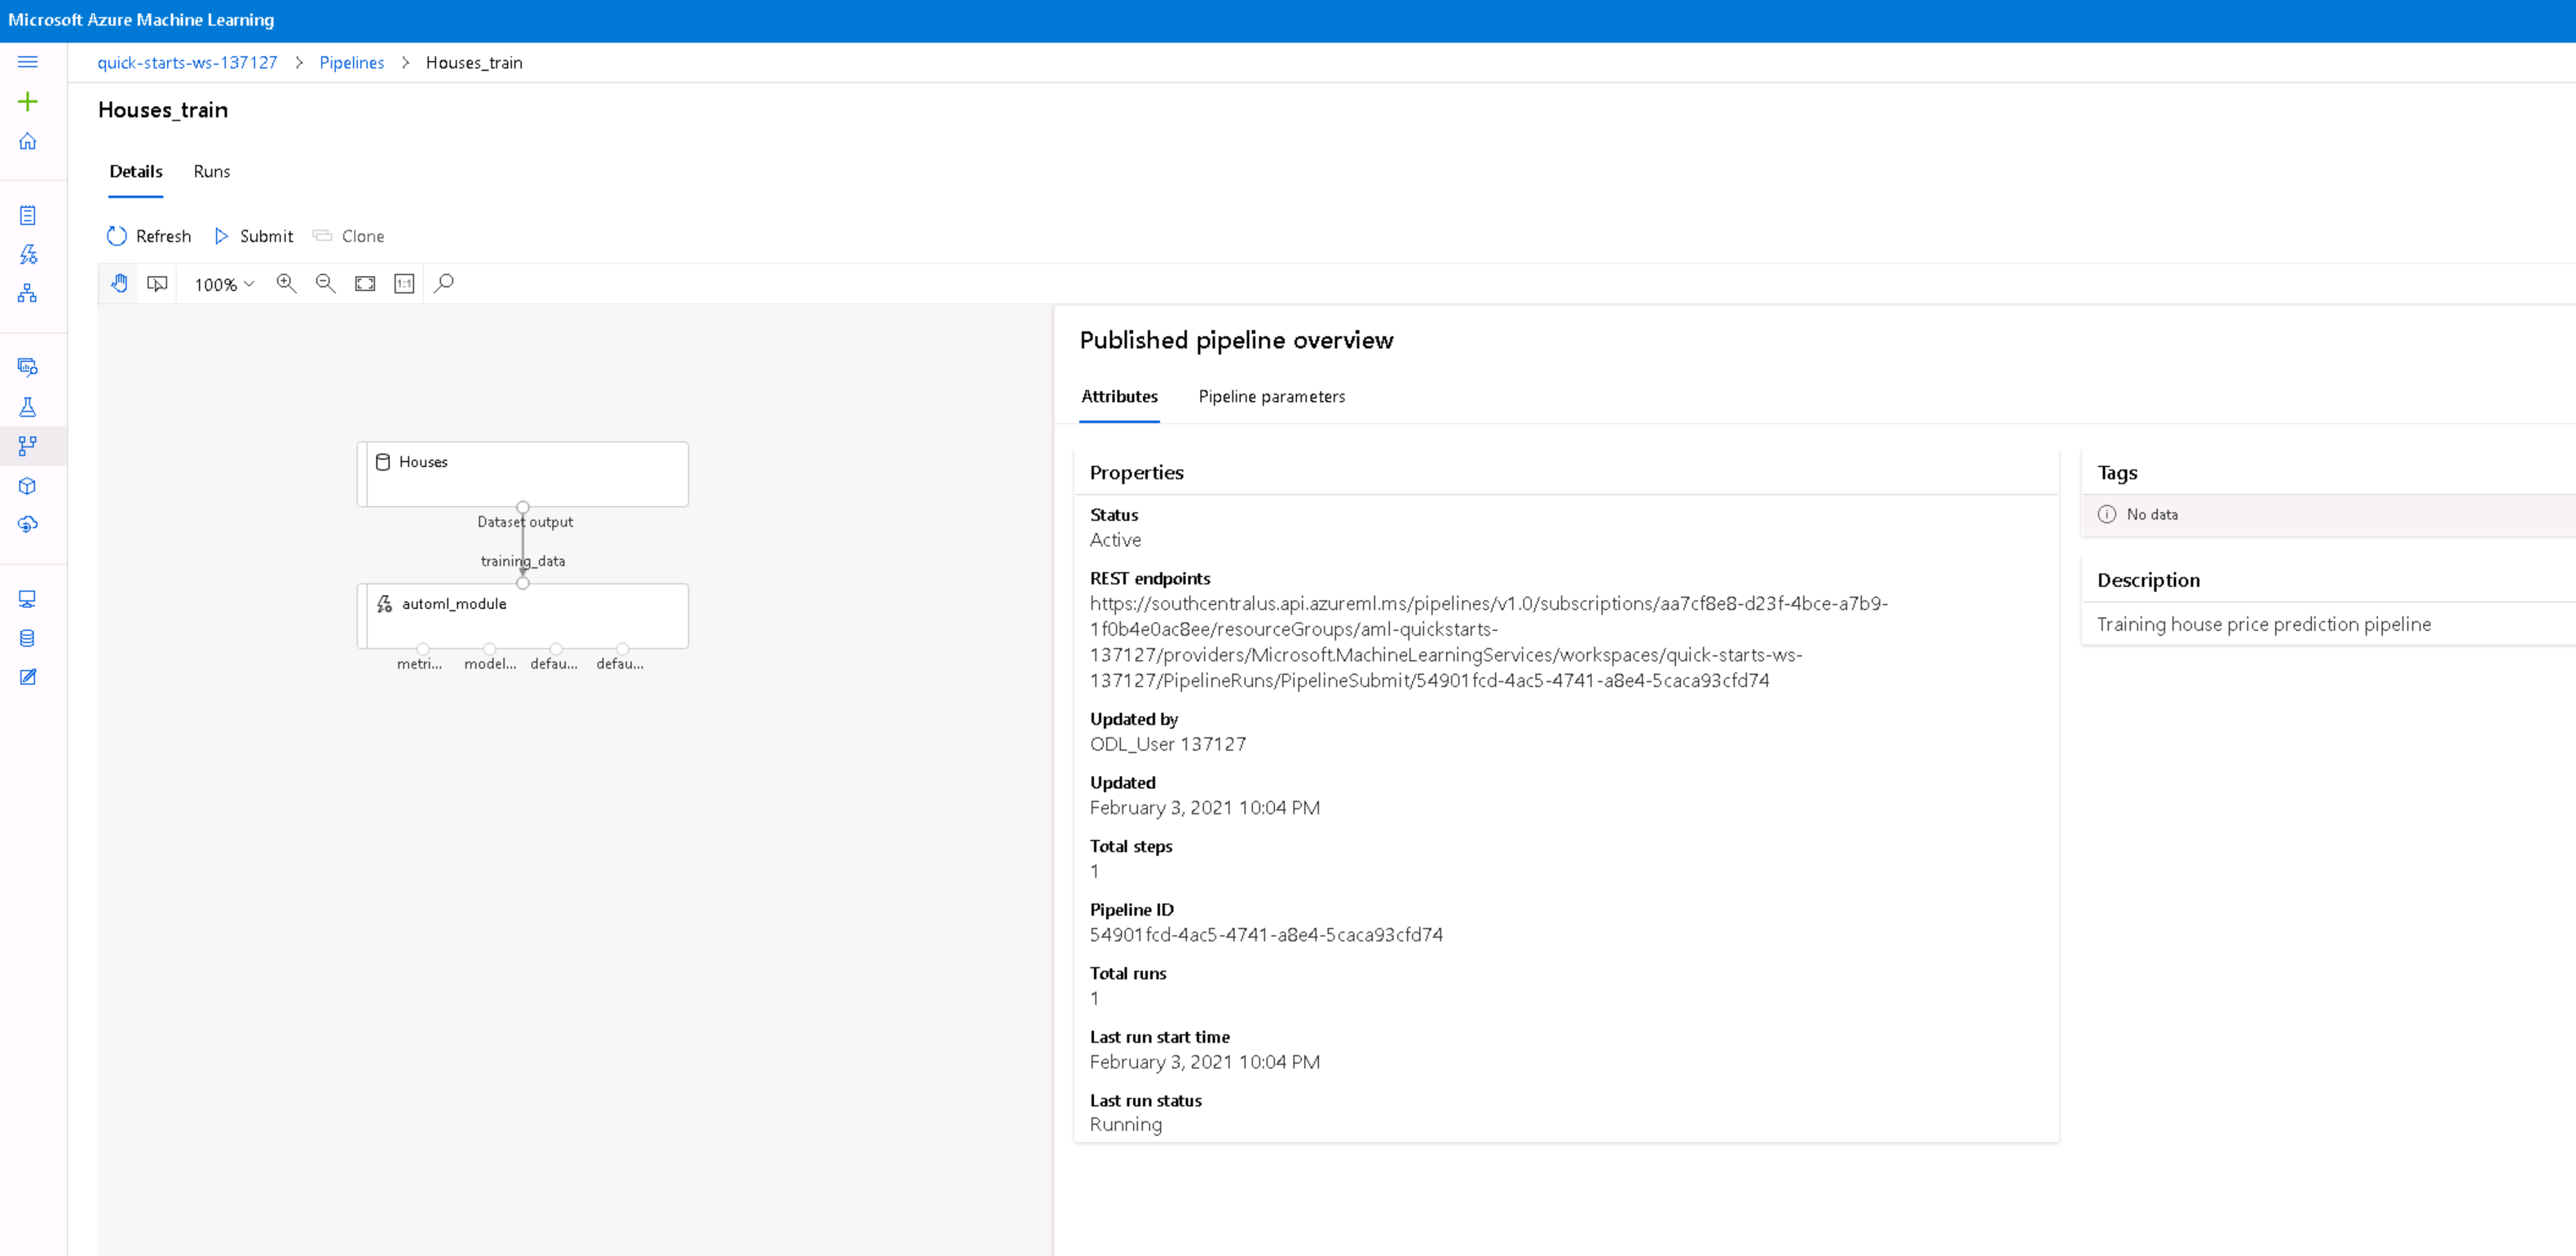 Microsoft Azure Machine Learning
quick-starts-ws-137127 > Pipelines > Houses_train
Houses_train
Details Runs
Refresh Submit Clone
100%
1:1
Houses
Dataset output
training_data
automl_module
metri... model... defau... defau...
Published pipeline overview
Attributes Pipeline parameters
Properties
Status
Active
REST endpoints
https://southcentralus.api.azureml.ms/pipelines/v1.0/subscriptions/aa7cf8e8-d23f-4bce-a7b9-
1f0b4e0ac8ee/resourceGroups/aml-quickstarts-
137127/providers/Microsoft.MachineLearningServices/workspaces/quick-starts-ws-
137127/PipelineRuns/PipelineSubmit/54901fcd-4ac5-4741-a8e4-5caca93cfd74
Updated by
ODL_User 137127
Updated
February 3, 2021 10:04 PM
Total steps
1
Pipeline ID
54901fcd-4ac5-4741-a8e4-5caca93cfd74
Total runs
1
Last run start time
February 3, 2021 10:04 PM
Last run status
Running
Tags
No data
Description
Training house price prediction pipeline